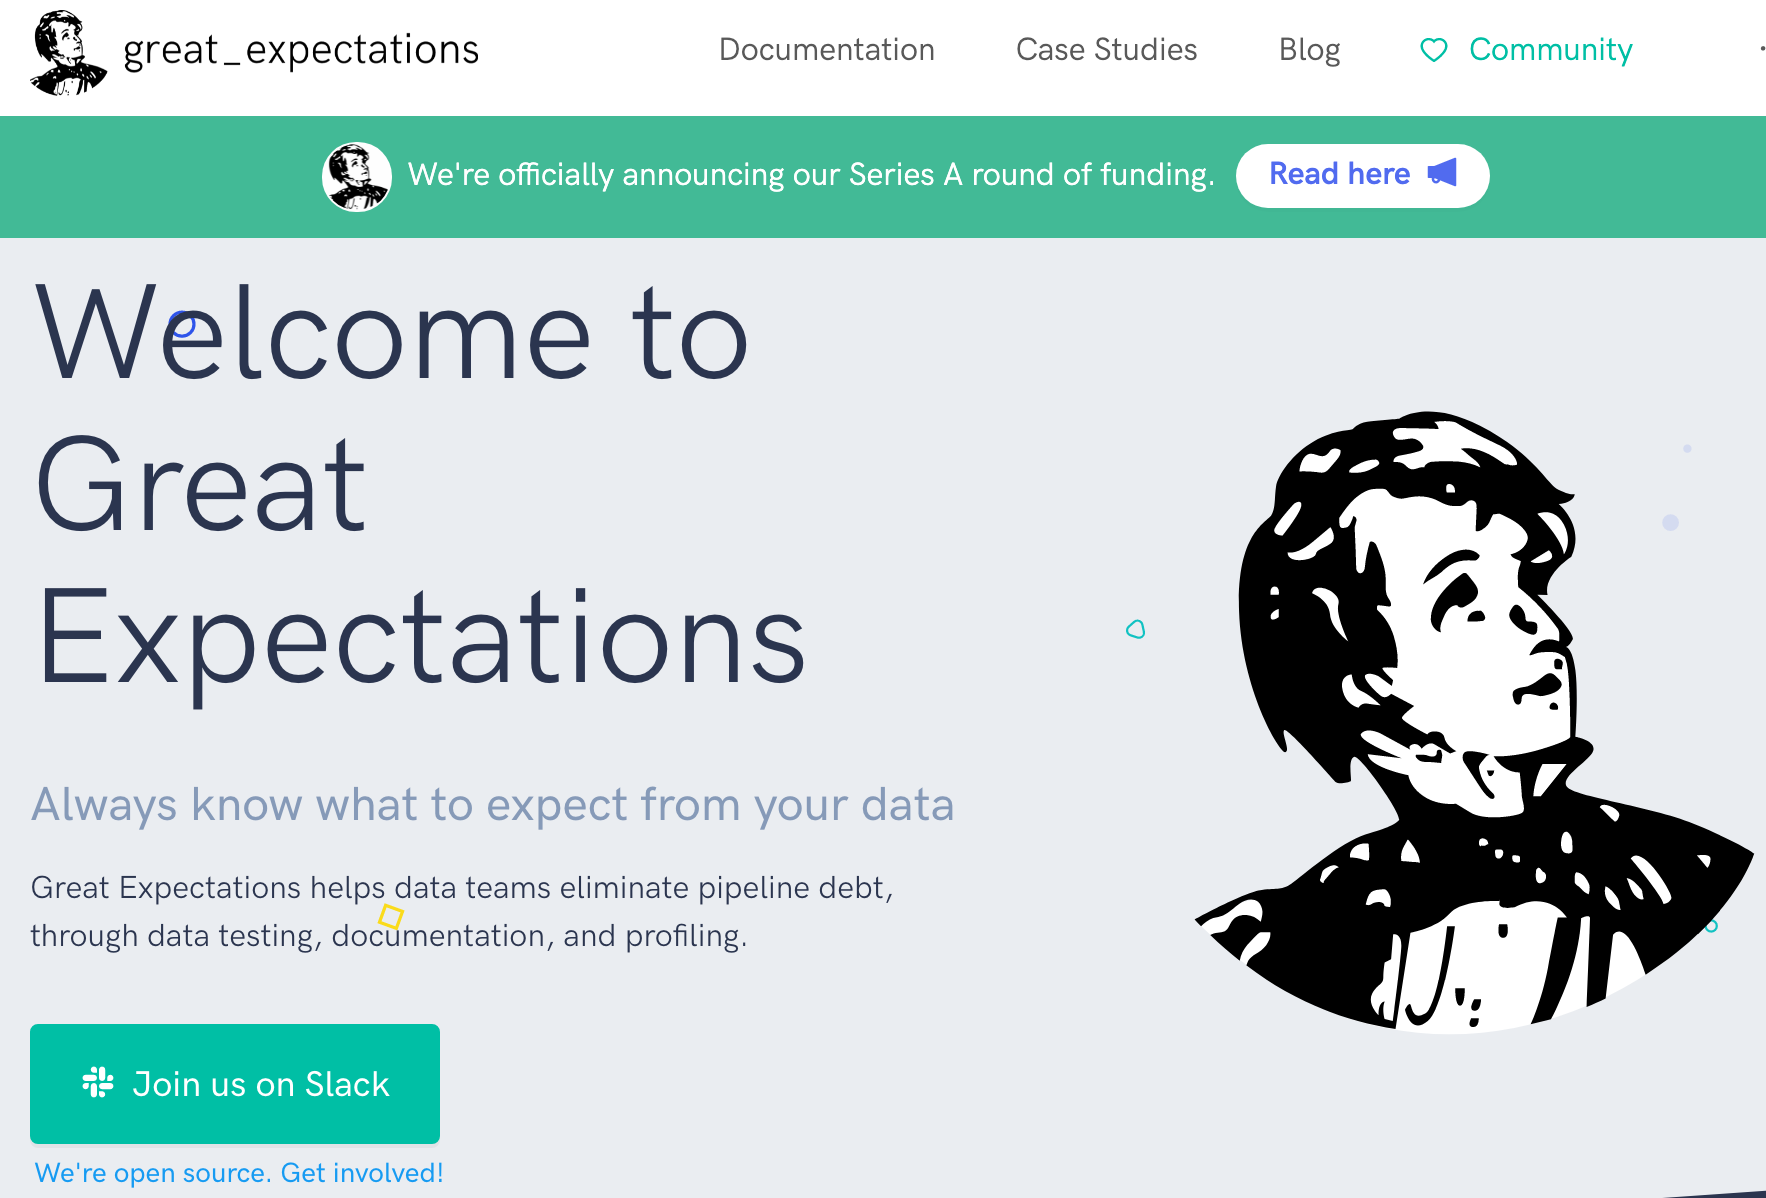 great_expectations
Documentation
Case Studies
Blog
Community
We're officially announcing our Series A round of funding.
Read here
Welcome to
Great
Expectations
Always know what to expect from your data
Great Expectations helps data teams eliminate pipeline debt,
through data testing, documentation, and profiling.
Join us on Slack
We're open source. Get involved!